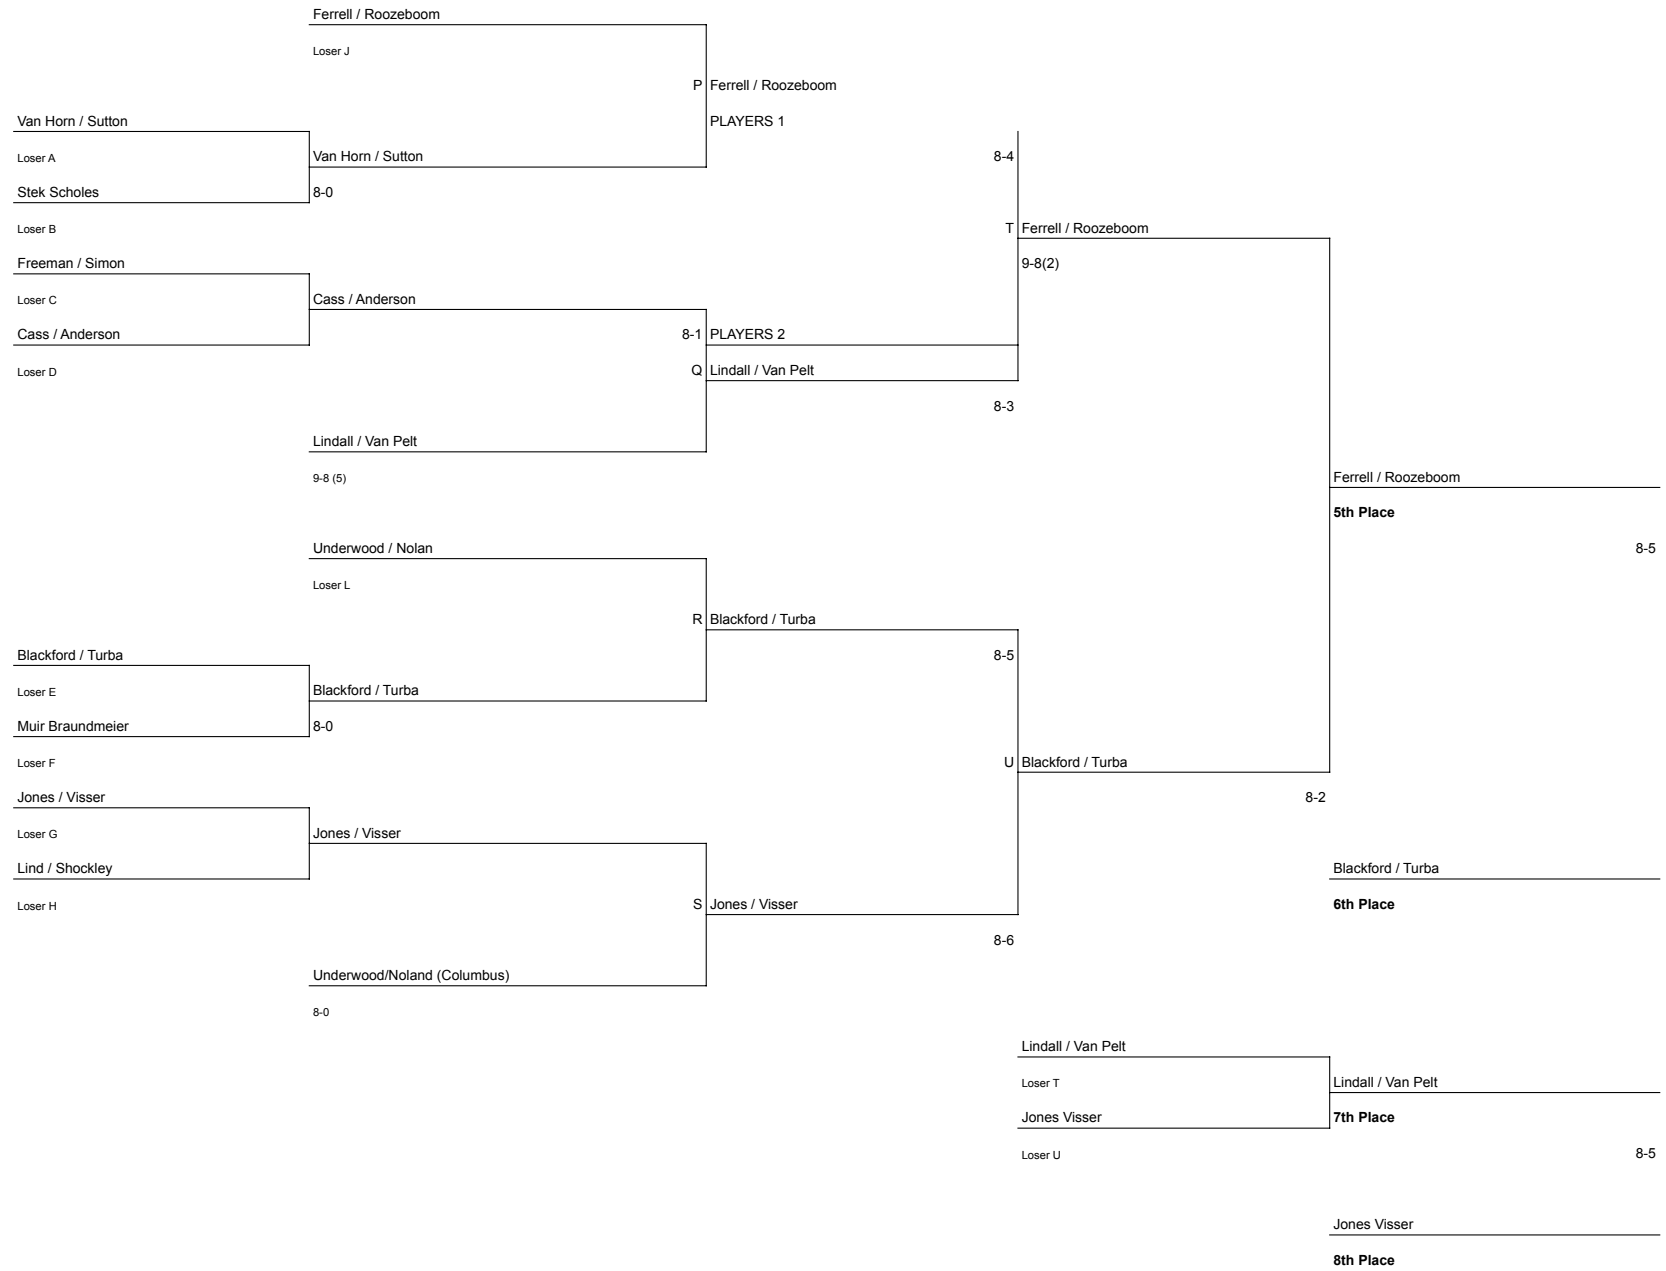 Ferrell / Roozeboom
Loser J
P Ferrell / Roozeboom
Van Horn / Sutton
PLAYERS 1
Loser A
Van Horn / Sutton
8-4
Stek Scholes
8-0
Loser B
T Ferrell / Roozeboom
Freeman / Simon
9-8(2)
Loser C
Cass / Anderson
Cass / Anderson
8-1 PLAYERS 2
Loser D
Q Lindall / Van Pelt
8-3
Lindall / Van Pelt
9-8 (5)
Ferrell / Roozeboom
5th Place
Underwood / Nolan
8-5
Loser L
R Blackford / Turba
Blackford / Turba
8-5
Loser E
Blackford / Turba
Muir Braundmeier
8-0
Loser F
U Blackford / Turba
Jones / Visser
8-2
Loser G
Jones / Visser
Lind / Shockley
Blackford / Turba
Loser H
S Jones / Visser
6th Place
8-6
Underwood/Noland (Columbus)
8-0
Lindall / Van Pelt
Loser T
Lindall / Van Pelt
Jones Visser
7th Place
Loser U
8-5
Jones Visser
8th Place